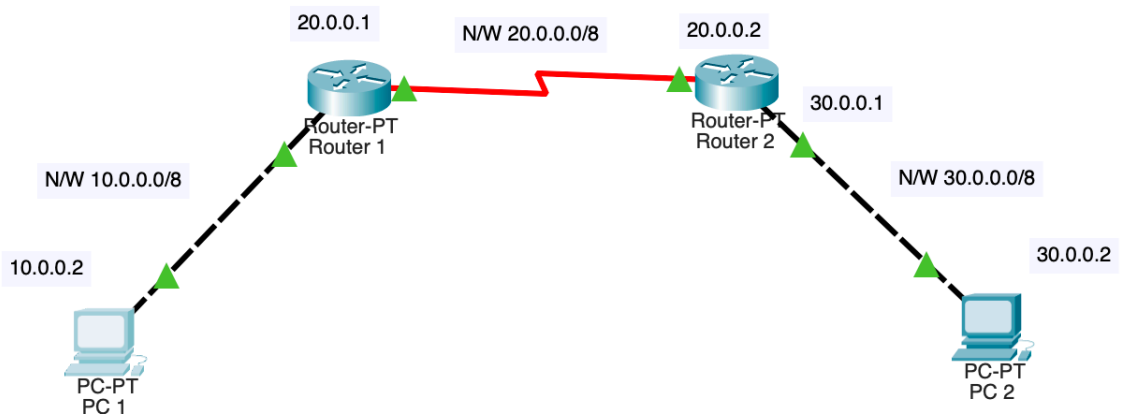 20.0.0.1
N/W 20.0.0.0/8
20.0.0.2
Router-PT
Router 1
Router-PT
Router 2
30.0.0.1
N/W 10.0.0.0/8
N/W 30.0.0.0/8
10.0.0.2
30.0.0.2
PC-PT
PC 1
PC-PT
PC 2